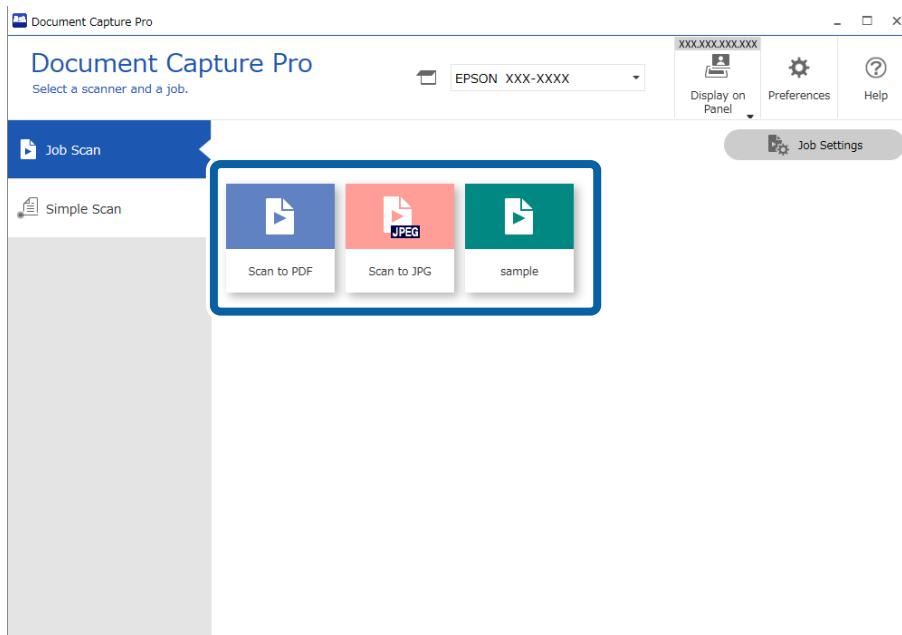 Document Capture Pro
Document Capture Pro
Select a scanner and a job.
EPSON XXX-XXXX
XXX.XXX.XXX.XXX
Display on
Panel
Preferences
Help
Job Scan
Job Settings
Simple Scan
JPEG
Scan to PDF
Scan to JPG
sample